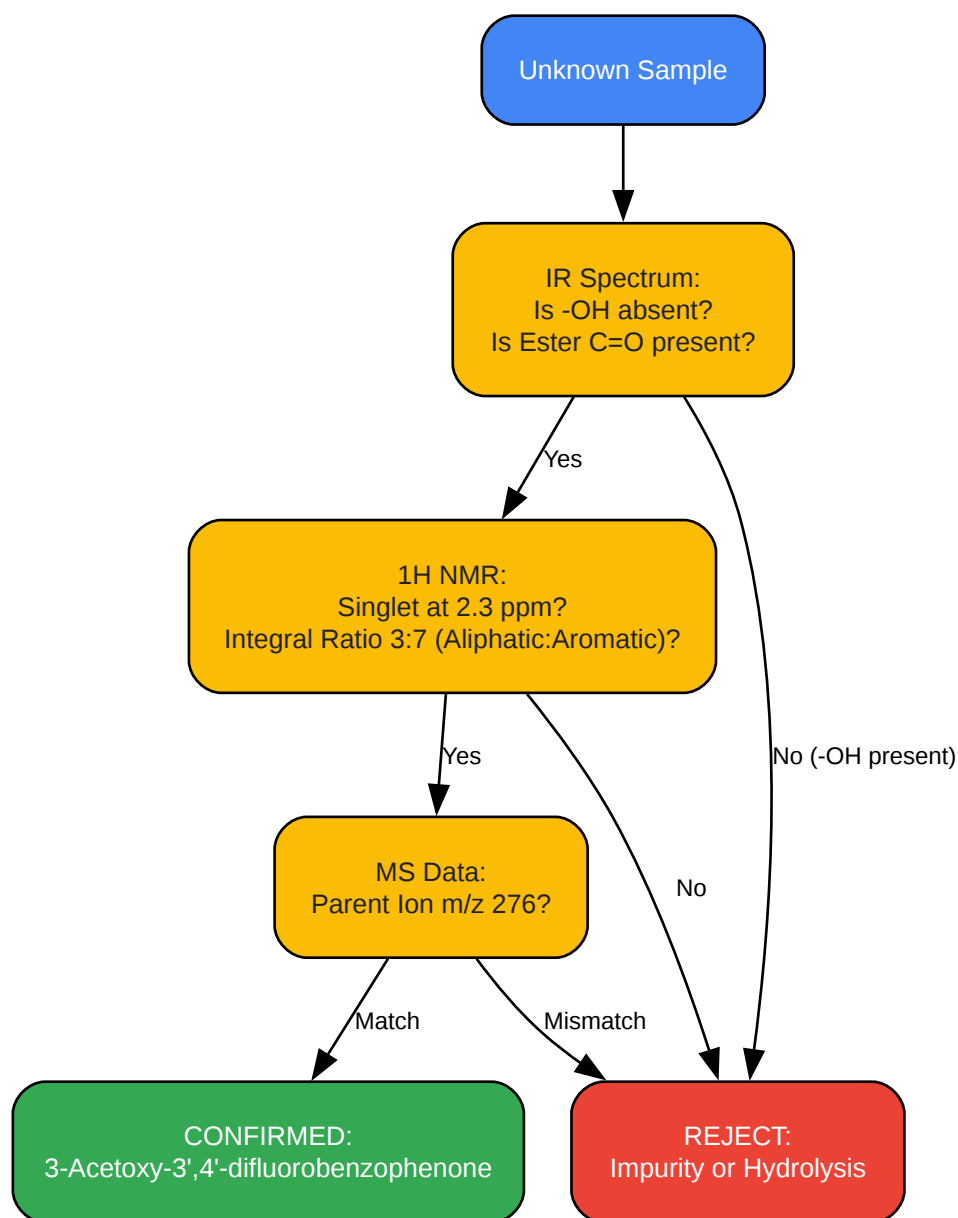 Unknown Sample
IR Spectrum:
Is -OH absent?
Is Ester C=O present?
Yes
1H NMR:
Singlet at 2.3 ppm?
Integral Ratio 3:7 (Aliphatic:Aromatic)?
Yes
No (-OH present)
MS Data:
Parent Ion m/z 276?
No
Match
Mismatch
CONFIRMED:
3-Acetoxy-3',4'-difluorobenzophenone
REJECT:
Impurity or Hydrolysis